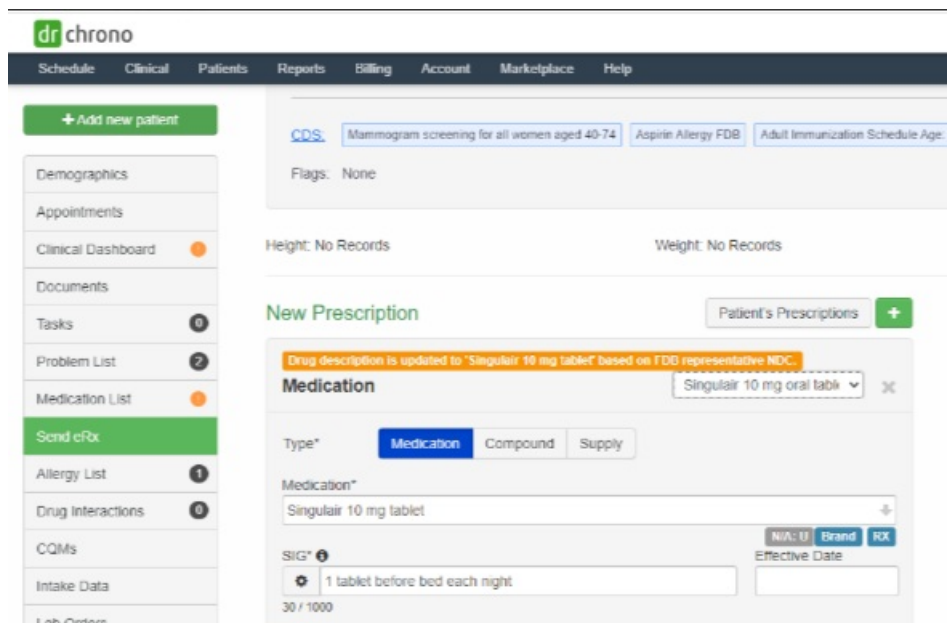 dr chrono
Schedule Clinical Patients Reports Billing Account Marketplace Help
+ Add new patient
CDS: Mammogram screening for all women aged 40-74 Aspirin Allergy FDB Adult Immunization Schedule Age:
Flags: None
Demographics
Appointments
Clinical Dashboard
Documents
Tasks 0
Problem List 2
Medication List
Send eRx
Allergy List 1
Drug Interactions 0
CQMs
Intake Data
Lab Orders
Height: No Records Weight: No Records
New Prescription Patient's Prescriptions +
Drug description is updated to "Singulair 10 mg tablet" based on FDB representative NDC.
Medication Singulair 10 mg oral table
Type* Medication Compound Supply
Medication*
Singulair 10 mg tablet
N/A: U Brand RX
SIG* Effective Date
1 tablet before bed each night
30 / 1000